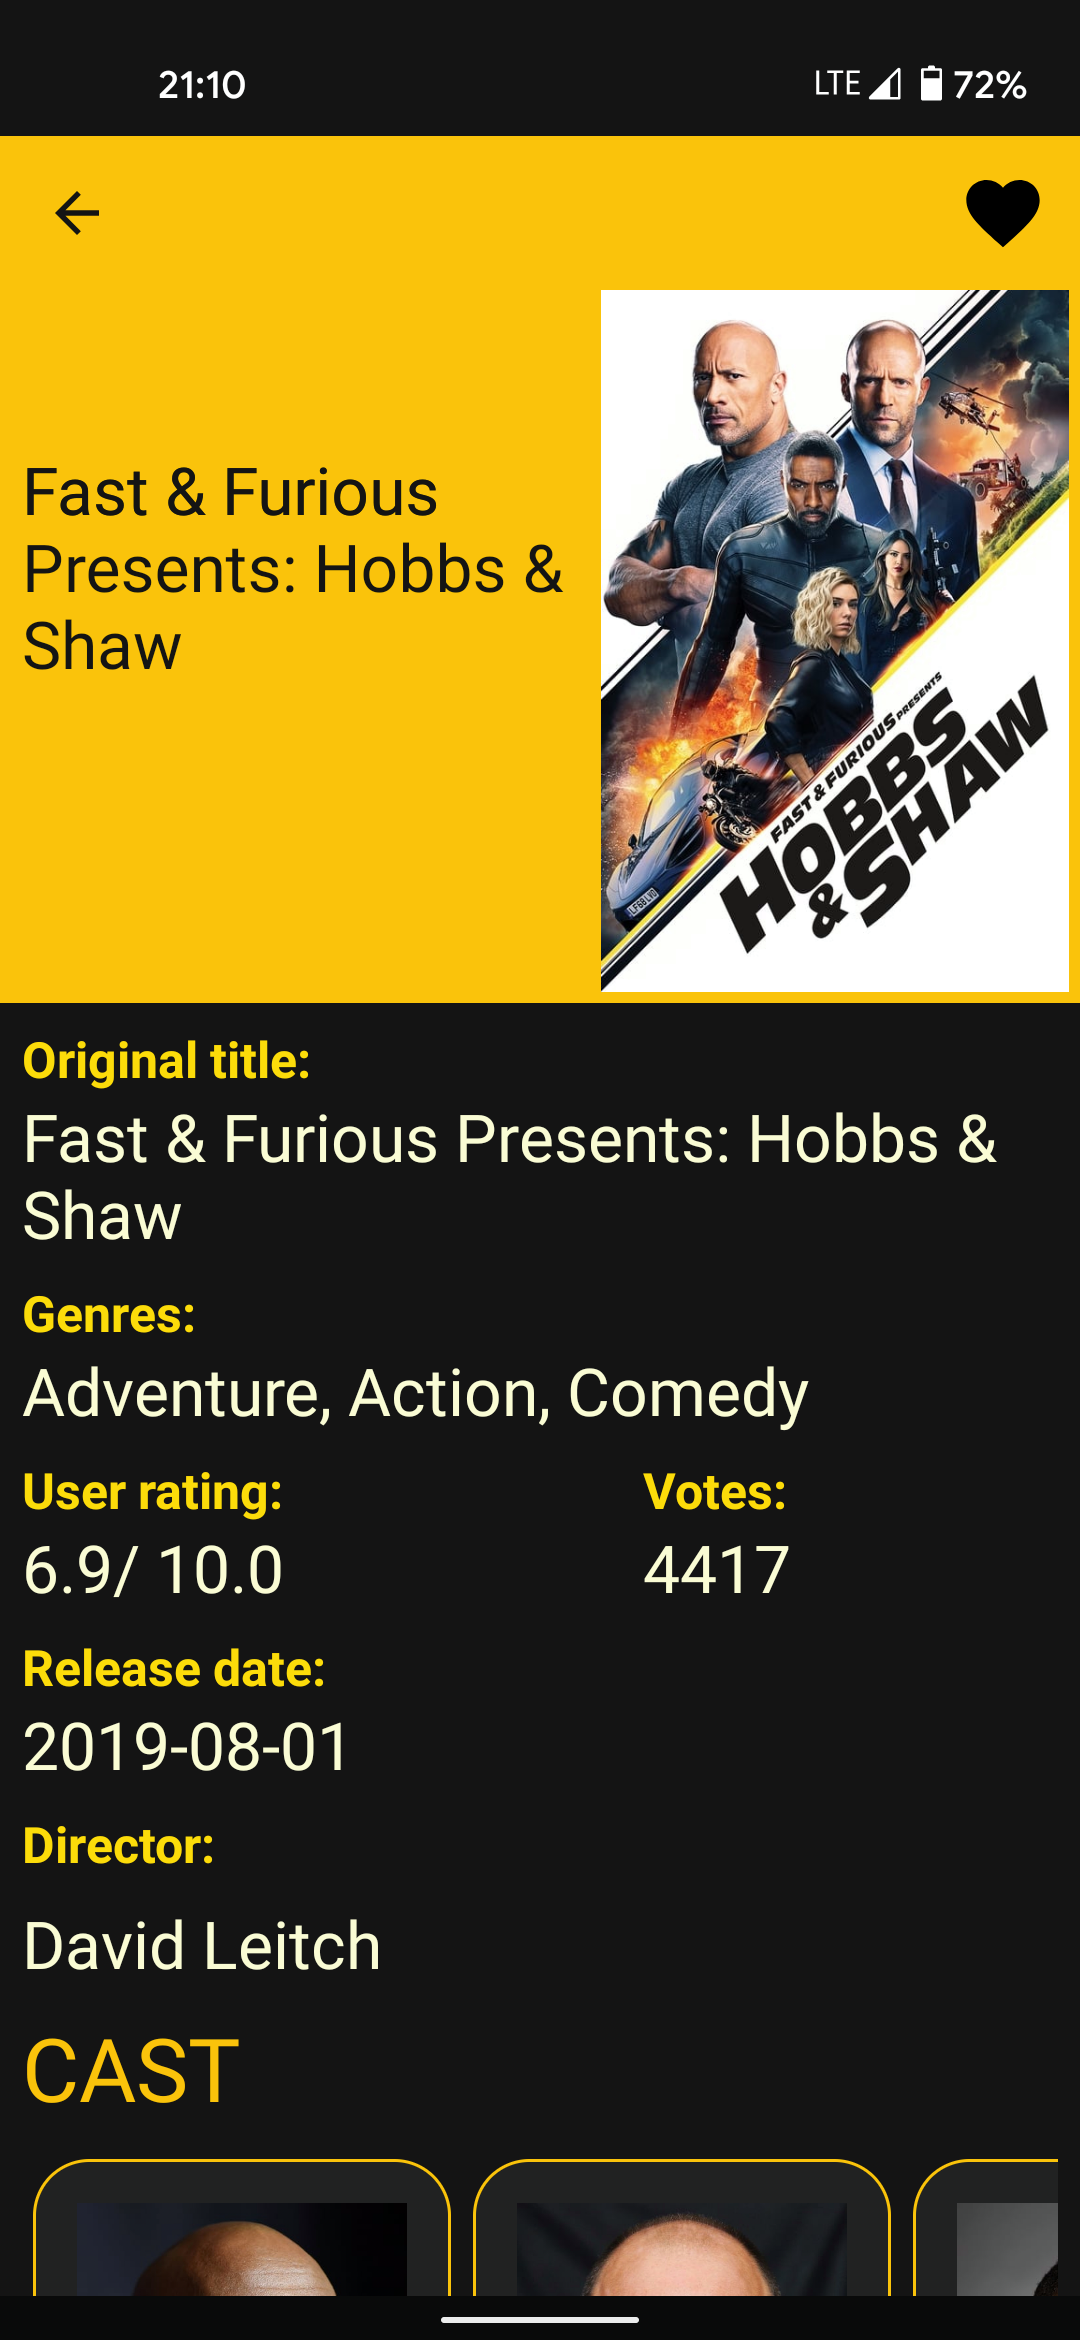 21:10
LTE 72%
Fast & Furious
Presents: Hobbs &
Shaw
FAST & FURIOUS PRESENTS
HOBBS
& SHAW
LF59 LVO
Original title:
Fast & Furious Presents: Hobbs &
Shaw
Genres:
Adventure, Action, Comedy
User rating:
6.9/ 10.0
Votes:
4417
Release date:
2019-08-01
Director:
David Leitch
CAST